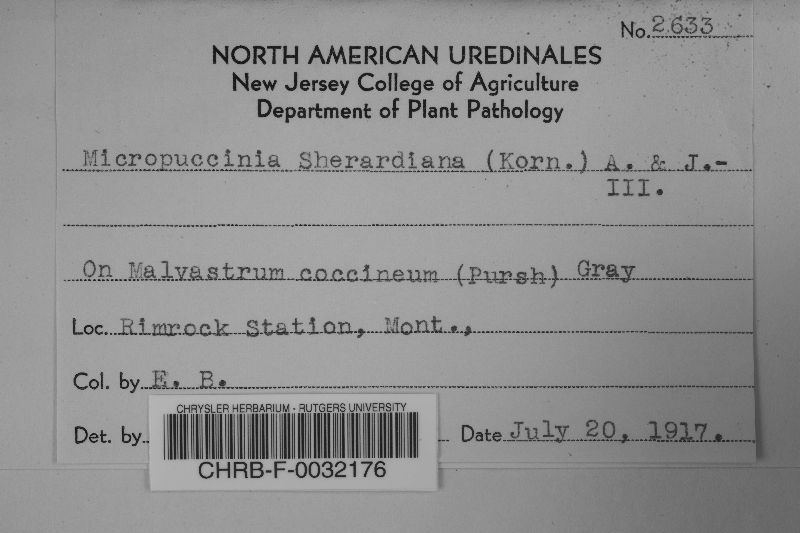 No. 2633
NORTH AMERICAN UREDINALES
New Jersey College of Agriculture
Department of Plant Pathology
Micropuccinia Sherardiana (Korn.) A. & J.-
III.
On Malvastrum coccineum (Pursh) Gray
Loc. Rimrock Station, Mont.,
Col. by E. B.
Det. by Date July 20, 1917.
CHRYSLER HERBARIUM - RUTGERS UNIVERSITY
CHRB-F-0032176